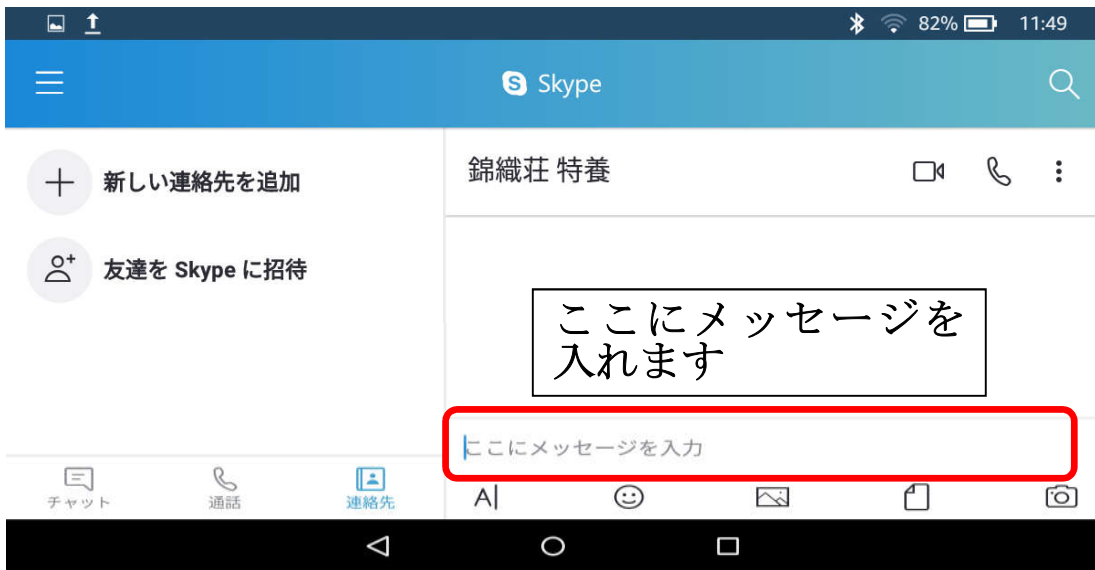 82% 11:49
S Skype
新しい連絡先を追加
友達を Skype に招待
チャット
通話
連絡先
錦織荘 特養
ここにメッセージを
入れます
ここにメッセージを入力
A